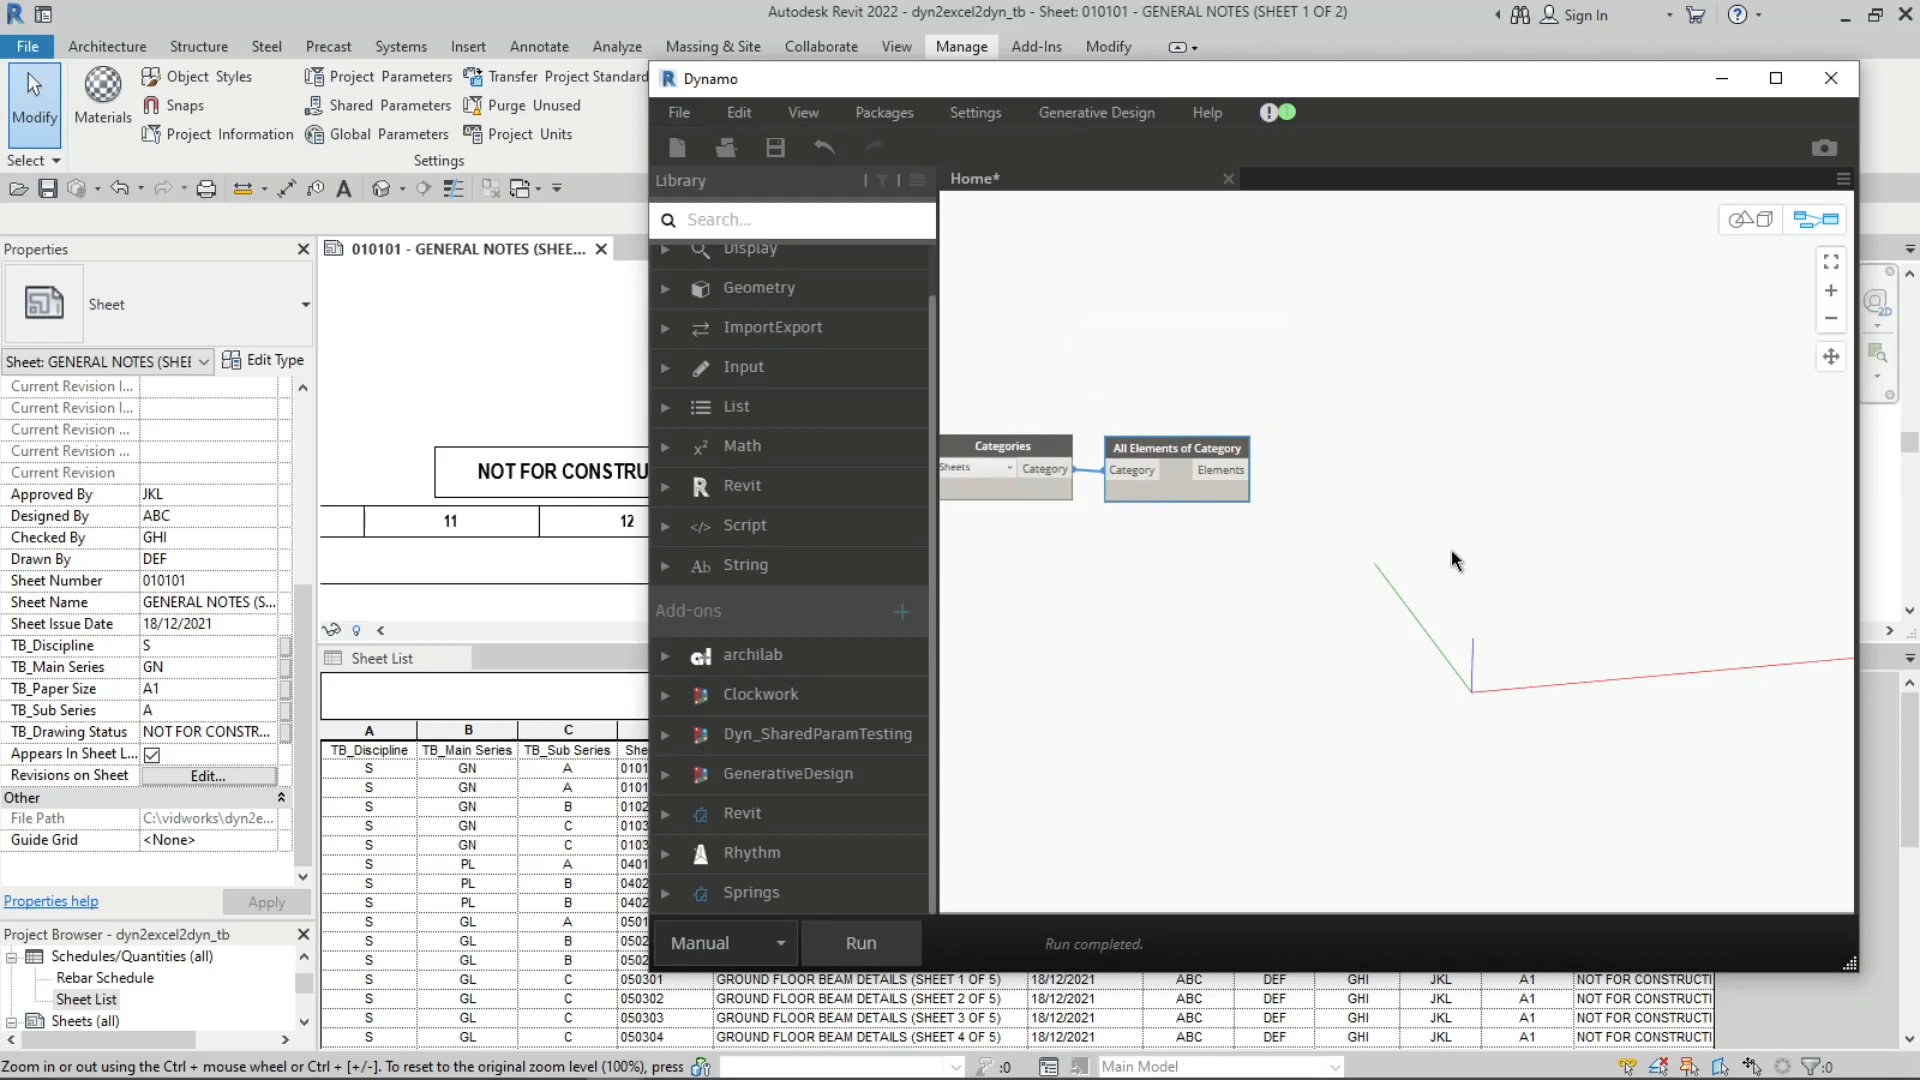 Autodesk Revit 2022 - dyn2excel2dyn_tb - Sheet: 010101 - GENERAL NOTES (SHEET 1 OF 2)
Sign In
File Architecture Structure Steel Precast Systems Insert Annotate Analyze Massing & Site Collaborate View Manage Add-Ins Modify
Modify
Materials
Object Styles
Snaps
Project Information
Project Parameters
Shared Parameters
Global Parameters
Transfer Project Standard
Purge Unused
Project Units
Select
Settings
Properties
Sheet
Sheet: GENERAL NOTES (SHEE
Edit Type
Current Revision I...
Current Revision I...
Current Revision ...
Current Revision ...
Current Revision
Approved By JKL
Designed By ABC
Checked By GHI
Drawn By DEF
Sheet Number 010101
Sheet Name GENERAL NOTES (S...
Sheet Issue Date 18/12/2021
TB_Discipline S
TB_Main Series GN
TB_Paper Size A1
TB_Sub Series A
TB_Drawing Status NOT FOR CONSTR...
Appears In Sheet L...
Revisions on Sheet Edit...
Other
File Path C:\vidworks\dyn2e...
Guide Grid <None>
Properties help
Apply
Project Browser - dyn2excel2dyn_tb
Schedules/Quantities (all)
Rebar Schedule
Sheet List
Sheets (all)
010101 - GENERAL NOTES (SHEE...
NOT FOR CONSTRU
11 12
Sheet List
A B C
TB_Discipline TB_Main Series TB_Sub Series She
S GN A 0101
S GN A 0101
S GN B 0102
S GN C 0103
S GN C 0103
S PL A 0401
S PL B 0402
S PL B 0402
S GL A 0501
S GL B 0502
S GL B 0502
S GL C 050301 GROUND FLOOR BEAM DETAILS (SHEET 1 OF 5) 18/12/2021 ABC DEF GHI JKL A1 NOT FOR CONSTRUCTI
S GL C 050302 GROUND FLOOR BEAM DETAILS (SHEET 2 OF 5) 18/12/2021 ABC DEF GHI JKL A1 NOT FOR CONSTRUCTI
S GL C 050303 GROUND FLOOR BEAM DETAILS (SHEET 3 OF 5) 18/12/2021 ABC DEF GHI JKL A1 NOT FOR CONSTRUCTI
S GL C 050304 GROUND FLOOR BEAM DETAILS (SHEET 4 OF 5) 18/12/2021 ABC DEF GHI JKL A1 NOT FOR CONSTRUCTI
Dynamo
File Edit View Packages Settings Generative Design Help
Library
Search...
Display
Geometry
ImportExport
Input
List
Math
Revit
Script
String
Add-ons
archilab
Clockwork
Dyn_SharedParamTesting
GenerativeDesign
Revit
Rhythm
Springs
Home*
Categories
Sheets Category
All Elements of Category
Category Elements
2D
Manual
Run
Run completed.
Zoom in or out using the Ctrl + mouse wheel or Ctrl + [+/-]. To reset to the original zoom level (100%), press
:0
Main Model
:0